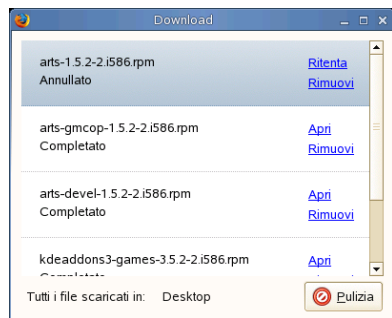 Download
arts-1.5.2-2.i586.rpm Ritenta
Annullato Rimuovi
arts-gmcop-1.5.2-2.i586.rpm Apri
Completato Rimuovi
arts-devel-1.5.2-2.i586.rpm Apri
Completato Rimuovi
kdeaddons3-games-3.5.2-2.i586.rpm Apri
Completato Rimuovi
Tutti i file scaricati in: Desktop Pulizia